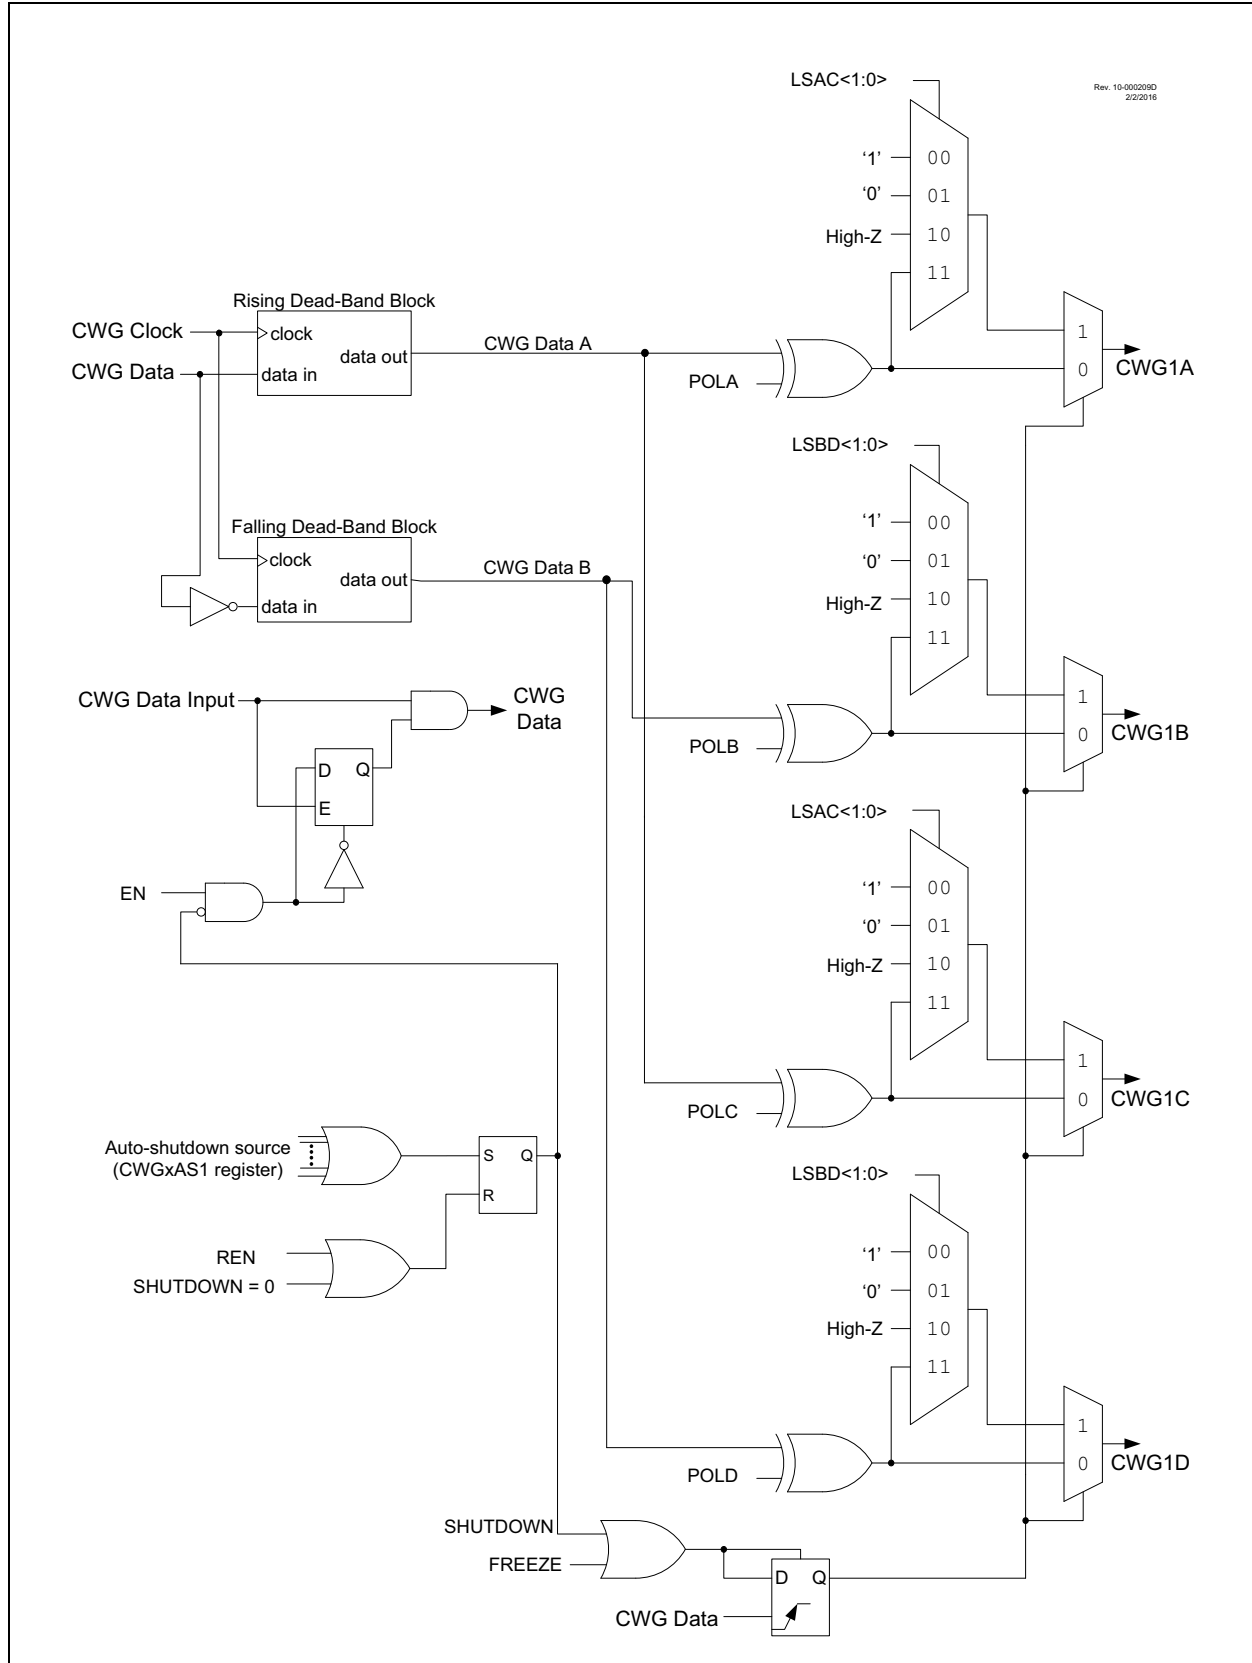 LSAC<1:0>
Rev. 10-000209D
2/2/2016
‘1’
00
‘0’
01
High-Z
10
11
Rising Dead-Band Block
CWG Clock
clock
data out
CWG Data
data in
CWG Data A
POLA
1
0
CWG1A
LSBD<1:0>
‘1’
00
‘0’
01
High-Z
10
11
Falling Dead-Band Block
clock
data out
data in
CWG Data B
POLB
1
0
CWG1B
CWG Data Input
CWG
Data
D
Q
E
EN
LSAC<1:0>
‘1’
00
‘0’
01
High-Z
10
11
POLC
1
0
CWG1C
Auto-shutdown source
(CWGxAS1 register)
S
Q
R
REN
SHUTDOWN = 0
LSBD<1:0>
‘1’
00
‘0’
01
High-Z
10
11
POLD
1
0
CWG1D
SHUTDOWN
FREEZE
D
Q
CWG Data